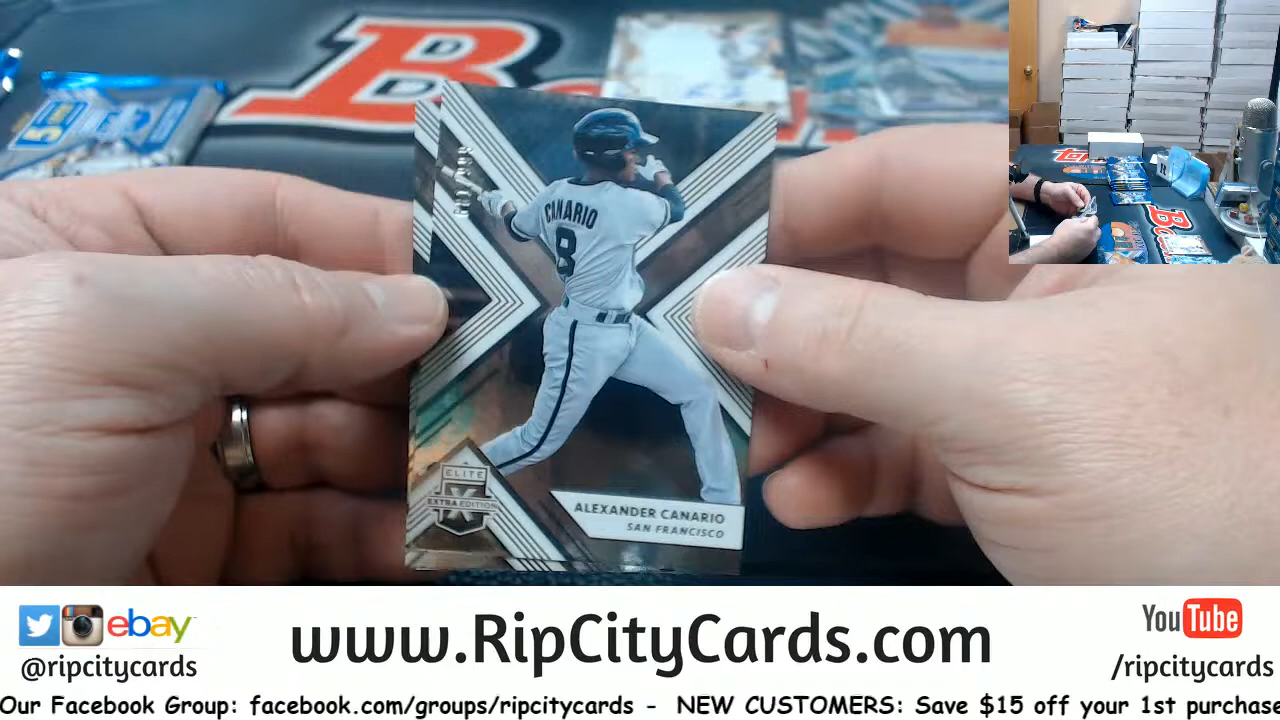 CANARIO
8
ELITE
EXTRA EDITION
ALEXANDER CANARIO
SAN FRANCISCO
ebay
@ripcitycards
www.RipCityCards.com
YouTube
/ripcitycards
Our Facebook Group: facebook.com/groups/ripcitycards - NEW CUSTOMERS: Save $15 off your 1st purchase